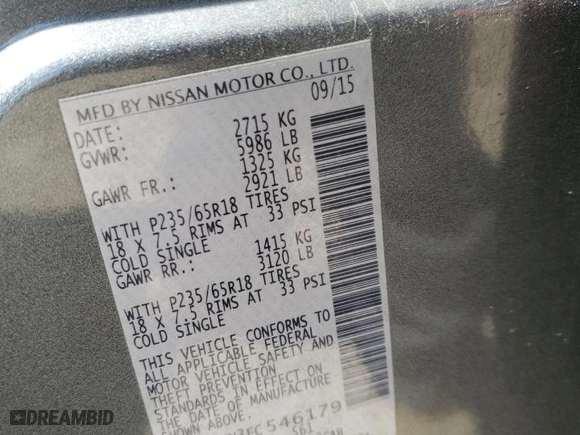 MFD BY NISSAN MOTOR CO., LTD.
DATE: 09/15
GVWR: 2715 KG
5986 LB
GAWR FR.: 1325 KG
2921 LB
WITH P235/65R18 TIRES
18 X 7.5 RIMS AT 33 PSI
COLD SINGLE
GAWR RR.: 1415 KG
3120 LB
WITH P235/65R18 TIRES
18 X 7.5 RIMS AT 33 PSI
COLD SINGLE
THIS VEHICLE CONFORMS TO
ALL APPLICABLE FEDERAL
MOTOR VEHICLE SAFETY AND
THEFT PREVENTION
STANDARDS IN EFFECT ON
THE DATE OF MANUFACTURE
SHOWN ABOVE.
FC546179
DREAMBID